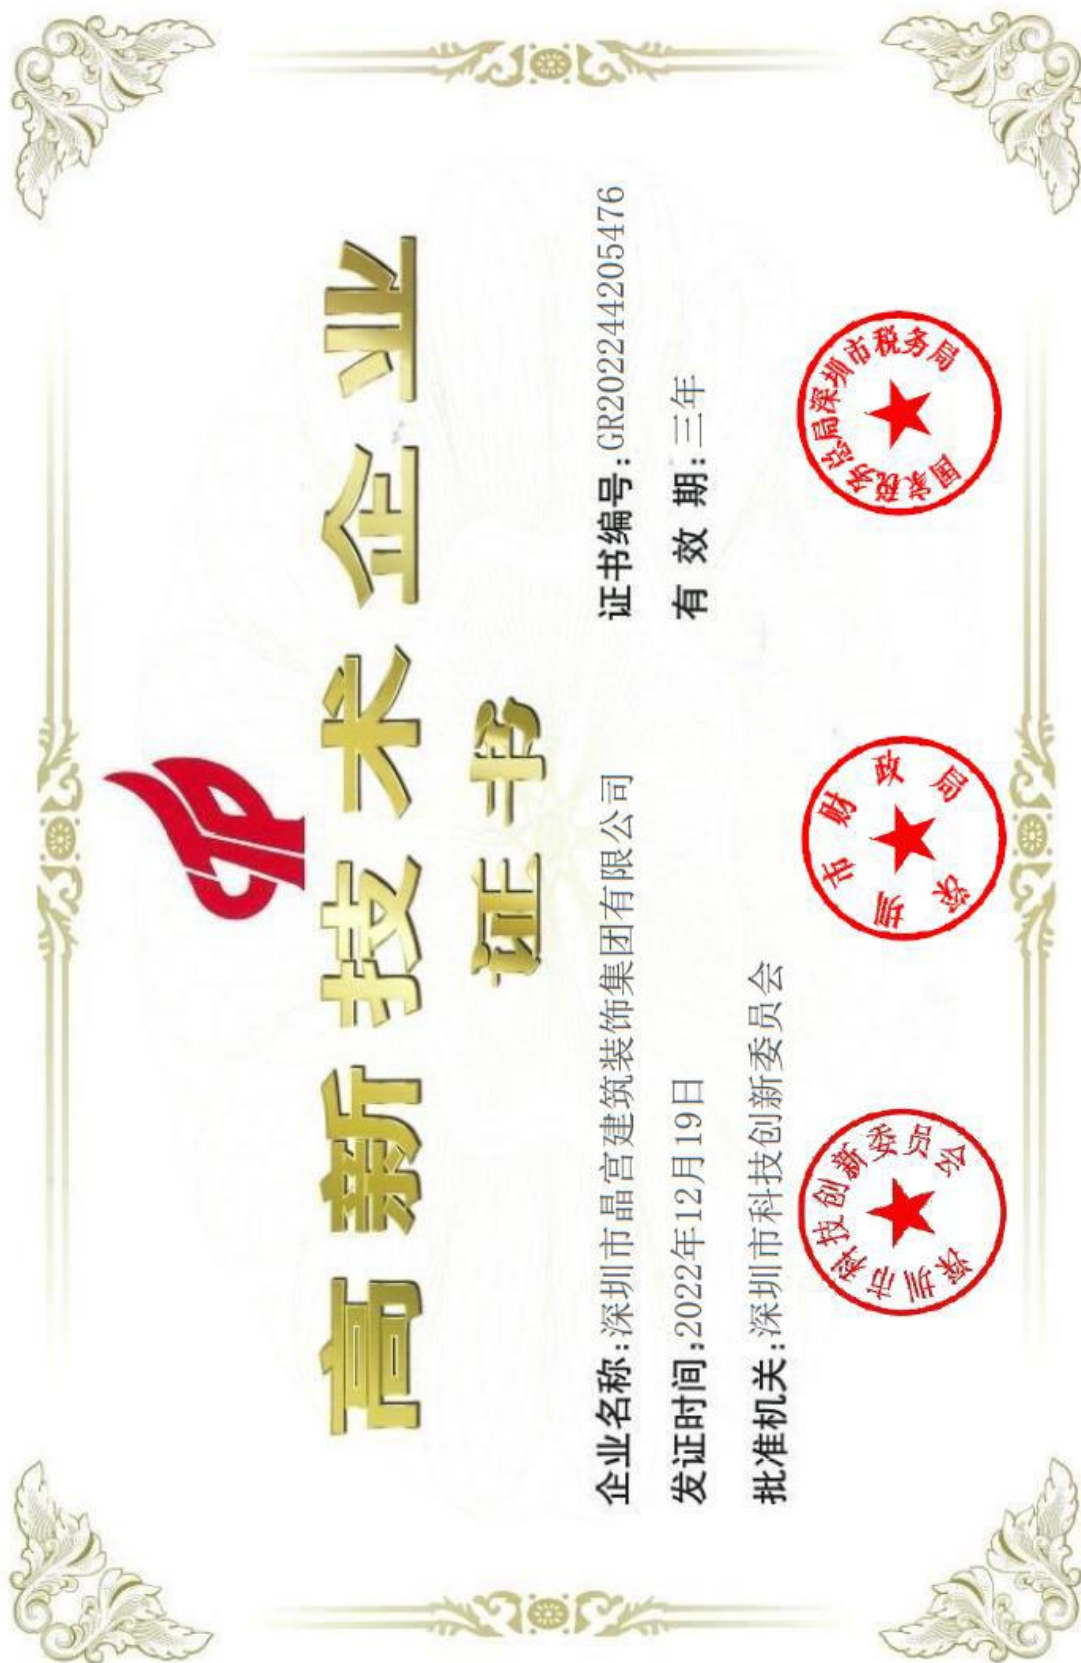 高新技术企业
证书
企业名称:深圳市晶宫建筑装饰集团有限公司
证书编号:GR202244205476
发证时间:2022年12月19日
有 效 期:三年
批准机关:深圳市科技创新委员会
深圳市科技创新委员会
深圳市财政局
国家税务总局深圳市税务局